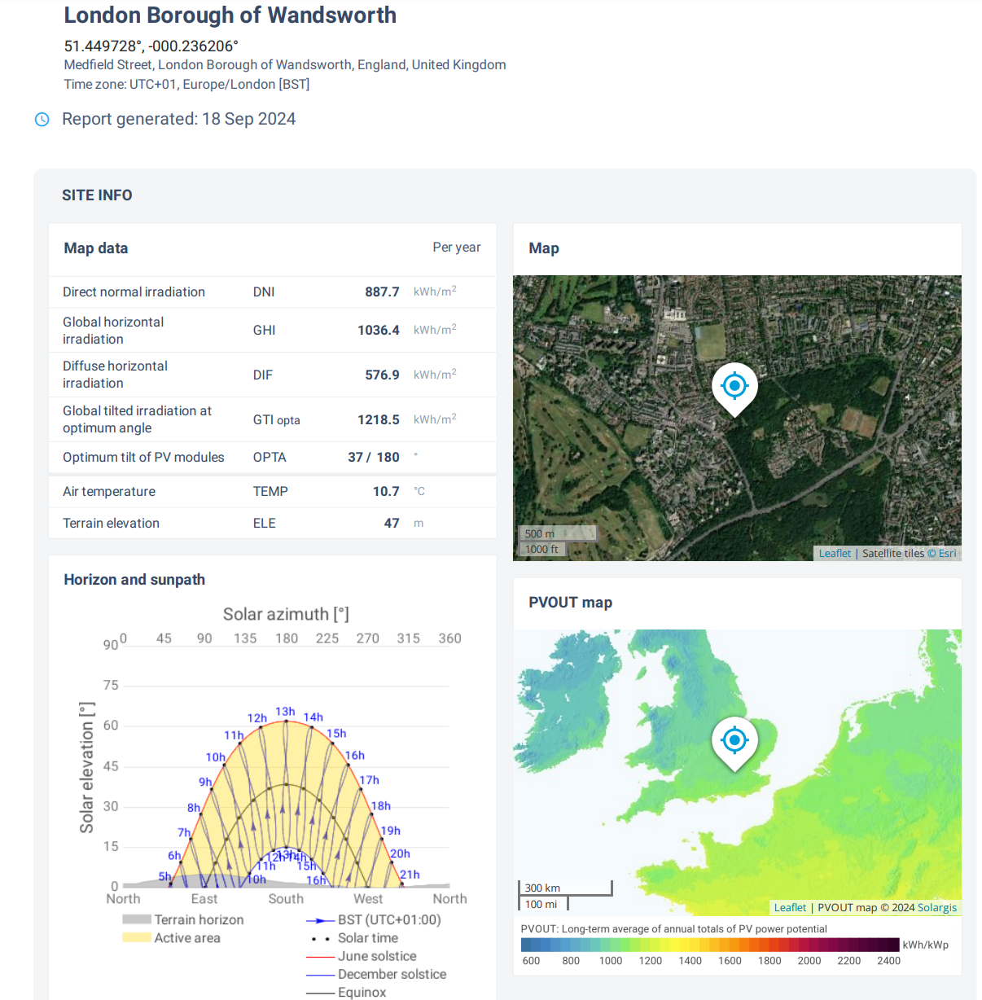 London Borough of Wandsworth
51.449728°, -000.236206°
Medfield Street, London Borough of Wandsworth, England, United Kingdom
Time zone: UTC+01, Europe/London [BST]
Report generated: 18 Sep 2024
SITE INFO
Map data Per year
Direct normal irradiation DNI 887.7 kWh/m2
Global horizontal
irradiation GHI 1036.4 kWh/m2
Diffuse horizontal
irradiation DIF 576.9 kWh/m2
Global tilted irradiation at
optimum angle GTI opta 1218.5 kWh/m2
Optimum tilt of PV modules OPTA 37 / 180 °
Air temperature TEMP 10.7 °C
Terrain elevation ELE 47 m
Map
500 m
1000 ft
Leaflet | Satellite tiles © Esri
Horizon and sunpath
Solar azimuth [°]
0 45 90 135 180 225 270 315 360
Solar elevation [°]
90
75
60
45
30
15
0
5h 6h 7h 8h 9h 10h 11h 12h 13h 14h 15h 16h 17h 18h 19h 20h 21h
10h 11h 12h 13h 14h 15h 16h
North East South West North
Terrain horizon
Active area
BST (UTC+01:00)
Solar time
June solstice
December solstice
Equinox
PVOUT map
300 km
100 mi
Leaflet | PVOUT map © 2024 Solargis
PVOUT: Long-term average of annual totals of PV power potential
kWh/kWp
600 800 1000 1200 1400 1600 1800 2000 2200 2400